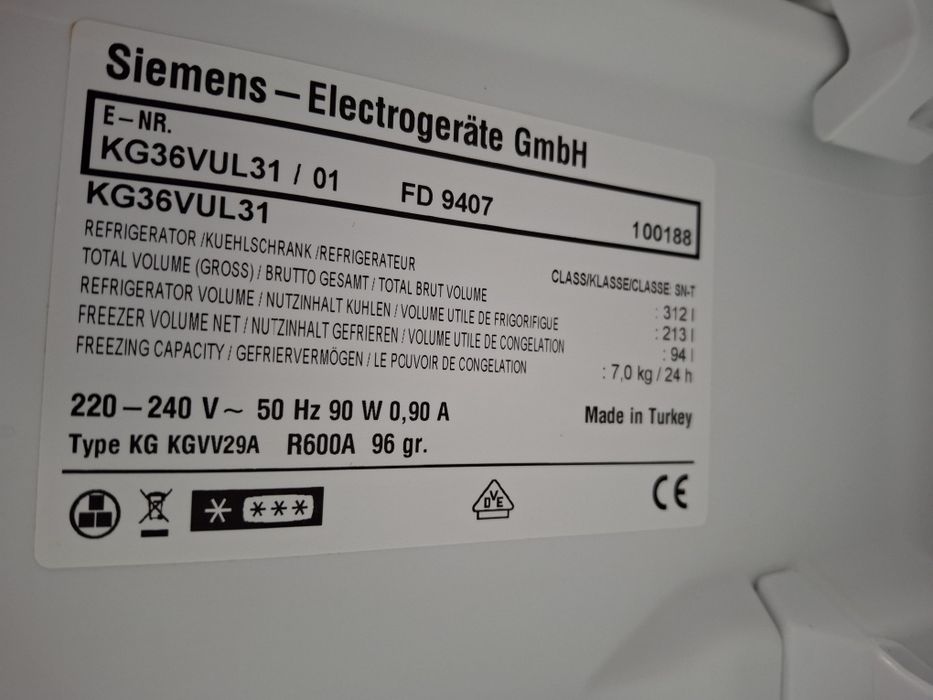 Siemens – Electrogeräte GmbH
E–NR.
KG36VUL31 / 01 FD 9407 100188
KG36VUL31
REFRIGERATOR /KUEHLSCHRANK /REFRIGERATEUR CLASS/KLASSE/CLASSE: SN-T
TOTAL VOLUME (GROSS) / BRUTTO GESAMT / TOTAL BRUT VOLUME : 312 l
REFRIGERATOR VOLUME / NUTZINHALT KUHLEN / VOLUME UTILE DE FRIGORIFIGUE : 213 l
FREEZER VOLUME NET / NUTZINHALT GEFRIEREN / VOLUME UTILE DE CONGELATION : 94 l
FREEZING CAPACITY / GEFRIERVERMÖGEN / LE POUVOIR DE CONGELATION : 7,0 kg / 24 h
220 – 240 V ~ 50 Hz 90 W 0,90 A Made in Turkey
Type KG KGVV29A R600A 96 gr.
* *** DVE CE